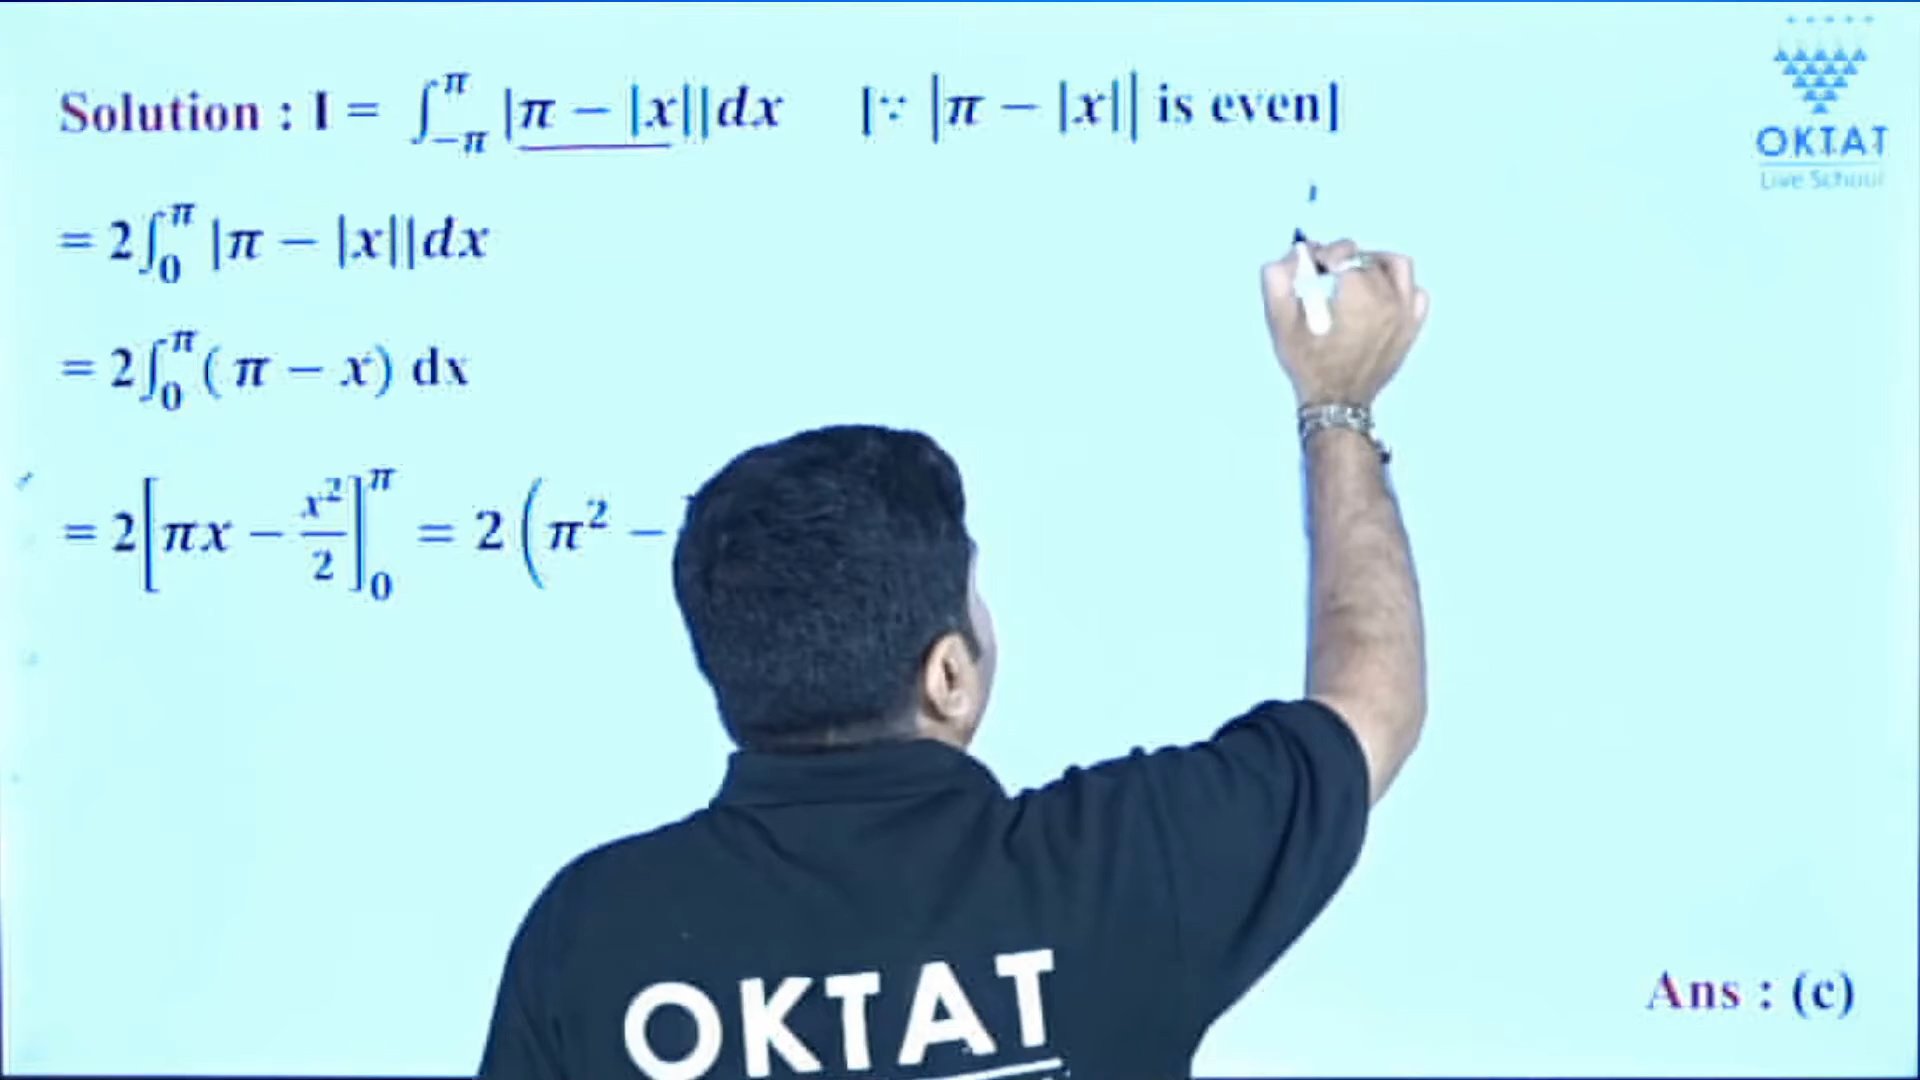 Solution : I = ∫_{-π}^{π} |π − |x||dx [∵ |π − |x|| is even]
OKTAT
Live School
= 2∫_0^π |π − |x||dx
= 2∫_0^π ( π − x) dx
= 2[πx − x²/2]_0^π = 2 (π² −
OKTAT
Ans : (c)